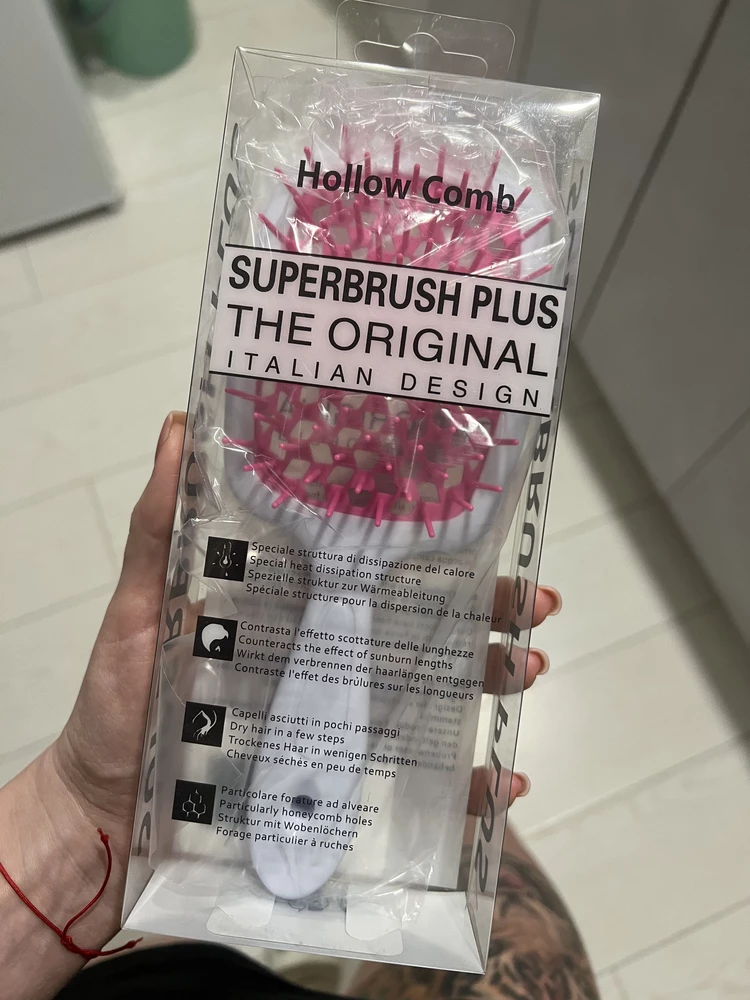 Hollow Comb
SUPERBRUSH PLUS
THE ORIGINAL
ITALIAN DESIGN
Speciale struttura di dissipazione del calore
Special heat dissipation structure
Spezielle struktur zur Wärmeableitung
Spéciale structure pour la dispersion de la chaleur
Contrasta l'effetto scottature delle lunghezze
Counteracts the effect of sunburn lengths
Wirkt dem verbrennen der haarlängen entgegen
Contraste l'effet des brûlures sur les longueurs
Capelli asciutti in pochi passaggi
Dry hair in a few steps
Trockenes Haar in wenigen Schritten
Cheveux séchés en peu de temps
Particolare forature ad alveare
Particularly honeycomb holes
Struktur mit Wobenlöchern
Forage particulier à ruches